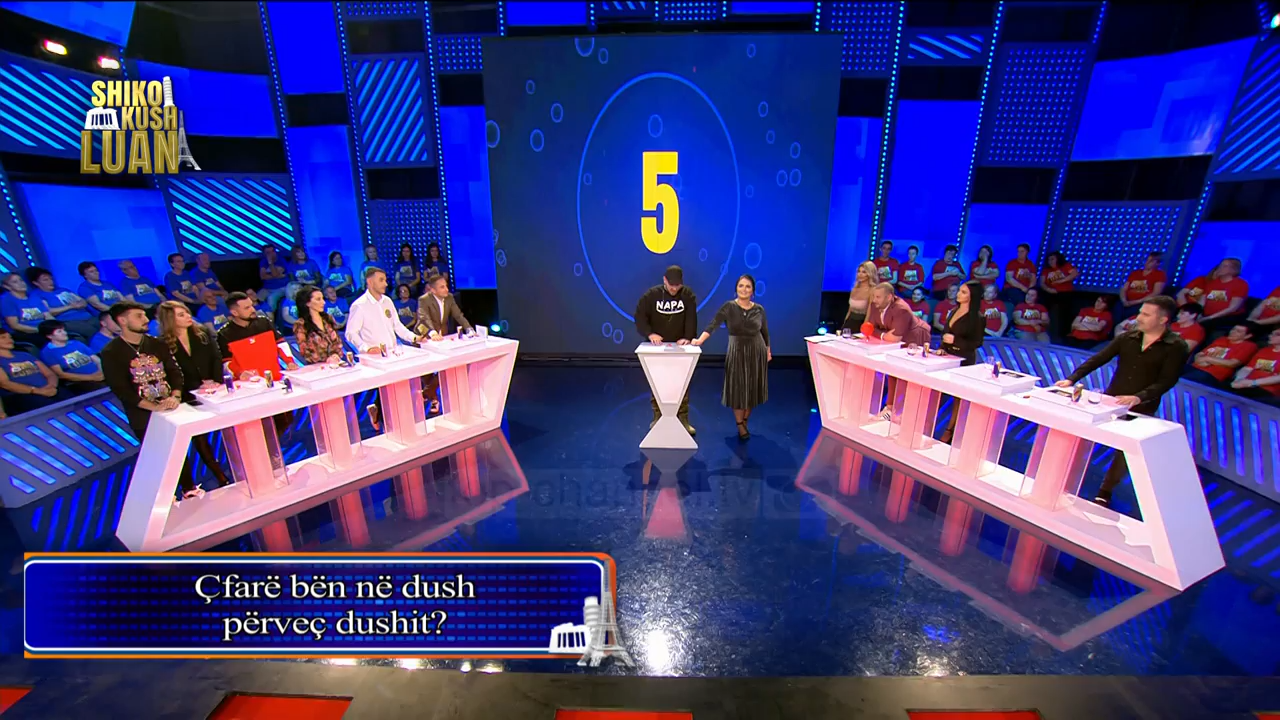 SHIKO
KUSH
LUAN
5
NAPA
Çfarë bën në dush
përveç dushit?